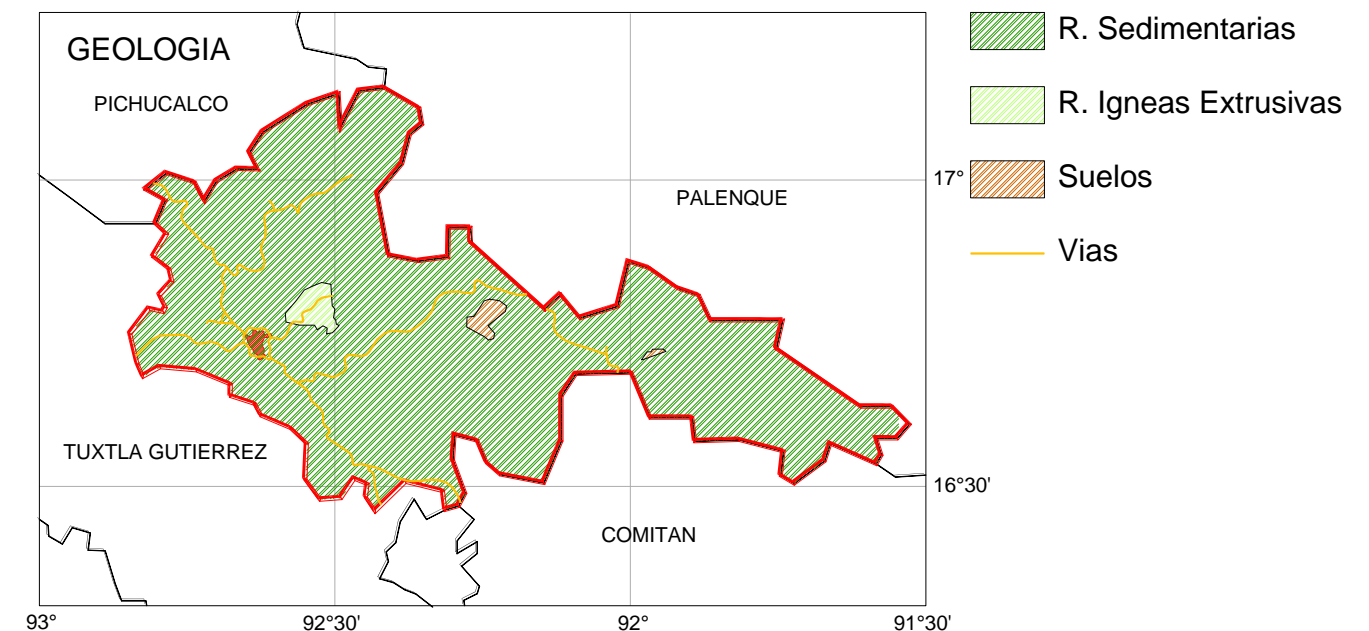 GEOLOGIA
PICHUCALCO
PALENQUE
TUXTLA GUTIERREZ
COMITAN
17°
16°30'
93°
92°30'
92°
91°30'
R. Sedimentarias
R. Igneas Extrusivas
Suelos
Vias